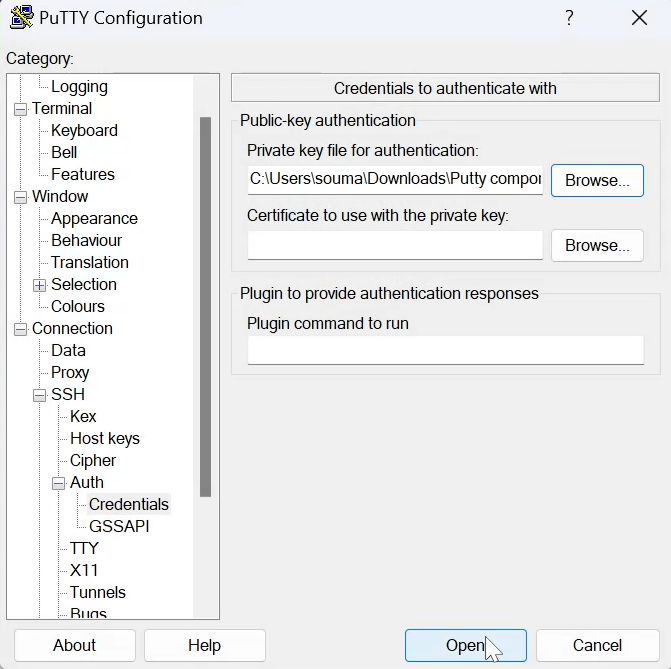 PuTTY Configuration
?
Category:
Logging
Terminal
Keyboard
Bell
Features
Window
Appearance
Behaviour
Translation
Selection
Colours
Connection
Data
Proxy
SSH
Kex
Host keys
Cipher
Auth
Credentials
GSSAPI
TTY
X11
Tunnels
Bugs
Credentials to authenticate with
Public-key authentication
Private key file for authentication:
C:\Users\souma\Downloads\Putty compor
Browse...
Certificate to use with the private key:
Browse...
Plugin to provide authentication responses
Plugin command to run
About
Help
Open
Cancel